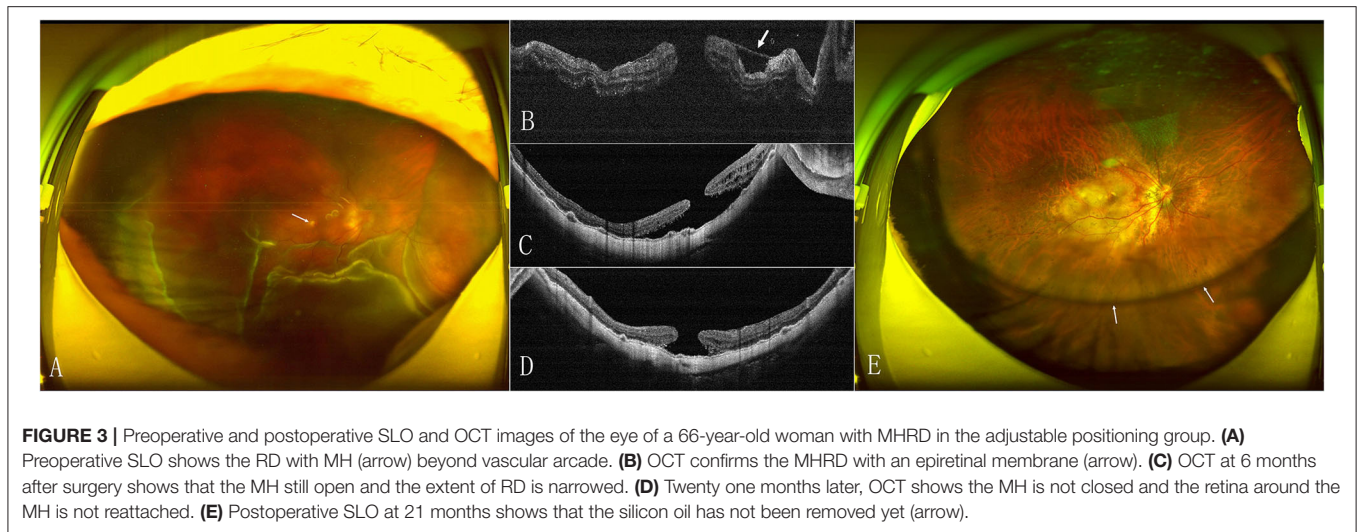 A
B
C
D
E
FIGURE 3 | Preoperative and postoperative SLO and OCT images of the eye of a 66-year-old woman with MHRD in the adjustable positioning group. (A)
Preoperative SLO shows the RD with MH (arrow) beyond vascular arcade. (B) OCT confirms the MHRD with an epiretinal membrane (arrow). (C) OCT at 6 months
after surgery shows that the MH still open and the extent of RD is narrowed. (D) Twenty one months later, OCT shows the MH is not closed and the retina around the
MH is not reattached. (E) Postoperative SLO at 21 months shows that the silicon oil has not been removed yet (arrow).